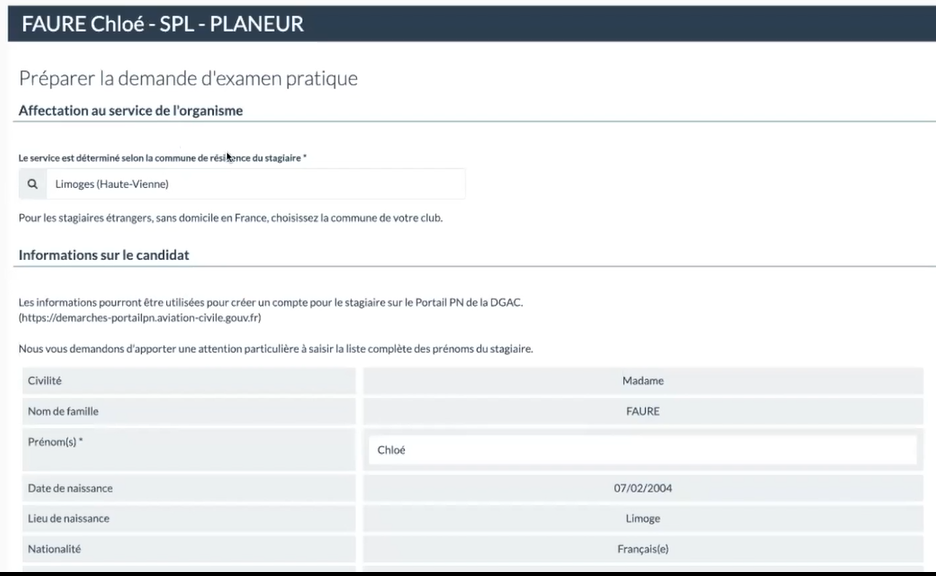 FAURE Chloé - SPL - PLANEUR
Préparer la demande d'examen pratique
Affectation au service de l'organisme
Le service est déterminé selon la commune de résidence du stagiaire *
Limoges (Haute-Vienne)
Pour les stagiaires étrangers, sans domicile en France, choisissez la commune de votre club.
Informations sur le candidat
Les informations pourront être utilisées pour créer un compte pour le stagiaire sur le Portail PN de la DGAC.
(https://demarches-portailpn.aviation-civile.gouv.fr)
Nous vous demandons d'apporter une attention particulière à saisir la liste complète des prénoms du stagiaire.
Civilité Madame
Nom de famille FAURE
Prénom(s) * Chloé
Date de naissance 07/02/2004
Lieu de naissance Limoge
Nationalité Français(e)